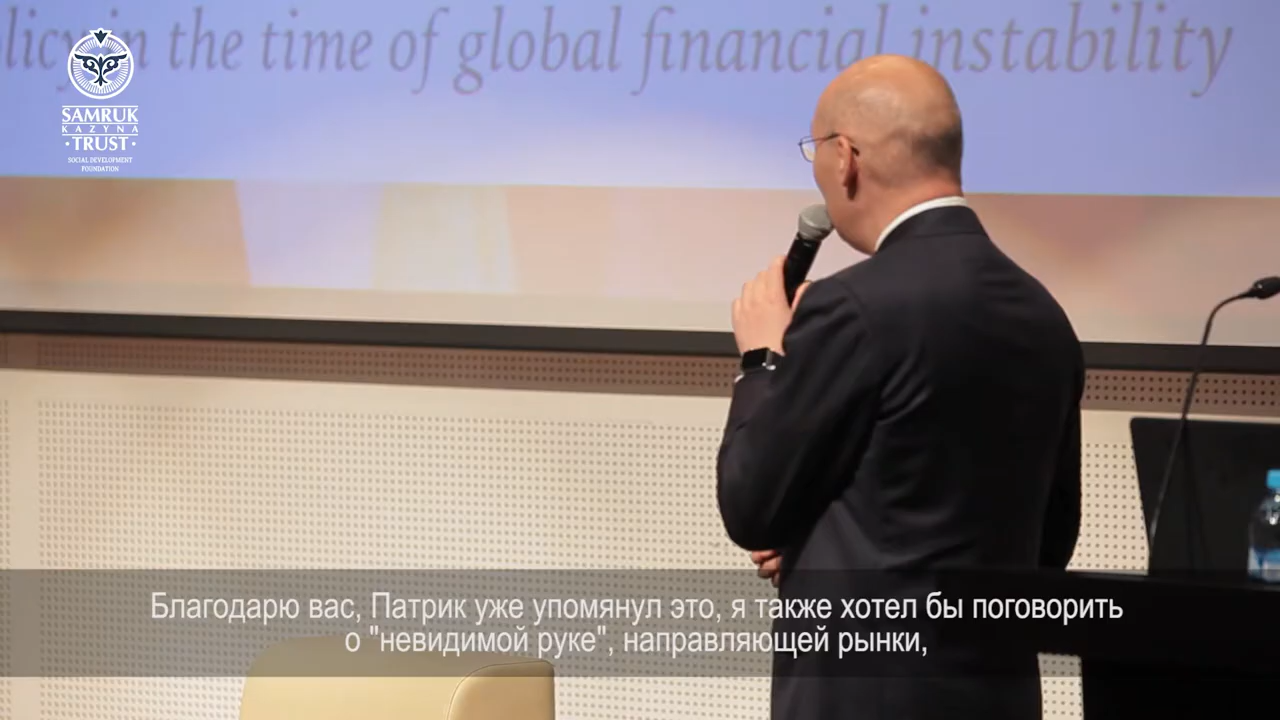 in the time of global financial instability
SAMRUK
KAZYNA
·TRUST·
SOCIAL DEVELOPMENT
FOUNDATION
Благодарю вас, Патрик уже упомянул это, я также хотел бы поговорить
о "невидимой руке", направляющей рынки,